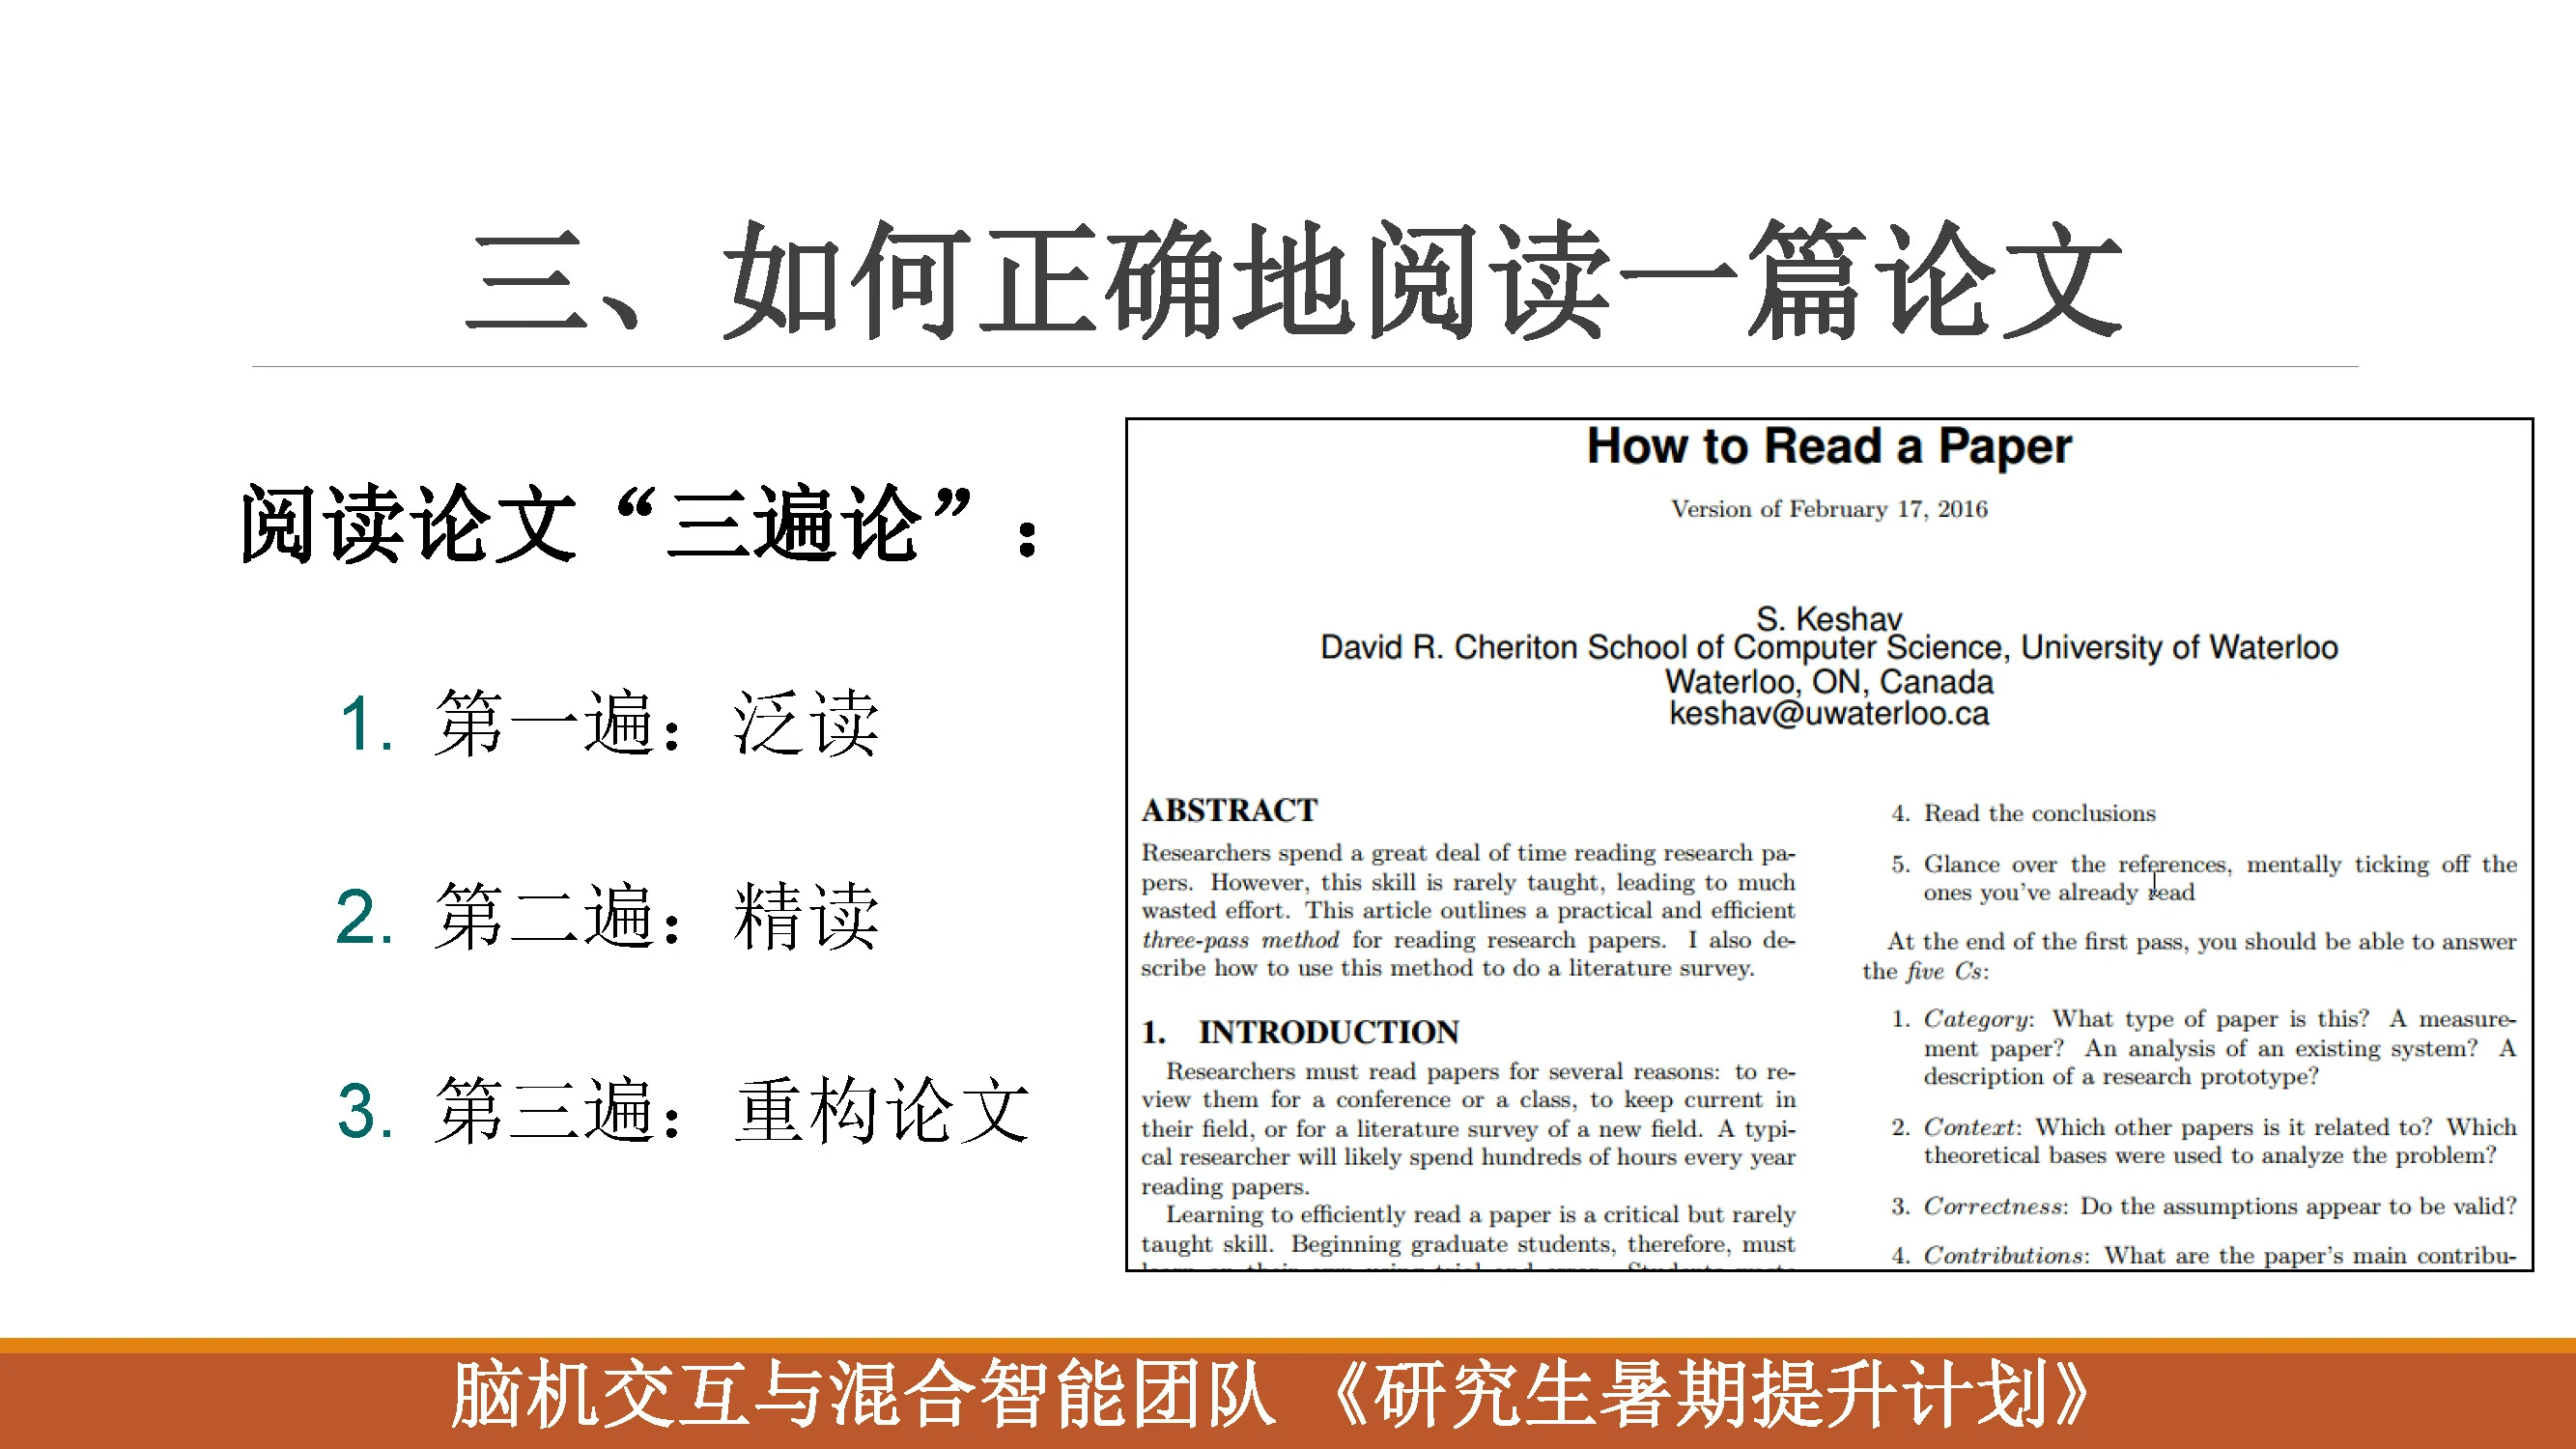 三、如何正确地阅读一篇论文
阅读论文“三遍论”：
1. 第一遍：泛读
2. 第二遍：精读
3. 第三遍：重构论文
How to Read a Paper
Version of February 17, 2016
S. Keshav
David R. Cheriton School of Computer Science, University of Waterloo
Waterloo, ON, Canada
keshav@uwaterloo.ca
ABSTRACT
Researchers spend a great deal of time reading research pa-
pers. However, this skill is rarely taught, leading to much
wasted effort. This article outlines a practical and efficient
three-pass method for reading research papers. I also de-
scribe how to use this method to do a literature survey.
1. INTRODUCTION
Researchers must read papers for several reasons: to re-
view them for a conference or a class, to keep current in
their field, or for a literature survey of a new field. A typi-
cal researcher will likely spend hundreds of hours every year
reading papers.
Learning to efficiently read a paper is a critical but rarely
taught skill. Beginning graduate students, therefore, must
4. Read the conclusions
5. Glance over the references, mentally ticking off the
ones you've already read
At the end of the first pass, you should be able to answer
the five Cs:
1. Category: What type of paper is this? A measure-
ment paper? An analysis of an existing system? A
description of a research prototype?
2. Context: Which other papers is it related to? Which
theoretical bases were used to analyze the problem?
3. Correctness: Do the assumptions appear to be valid?
4. Contributions: What are the paper's main contribu-
脑机交互与混合智能团队 《研究生暑期提升计划》